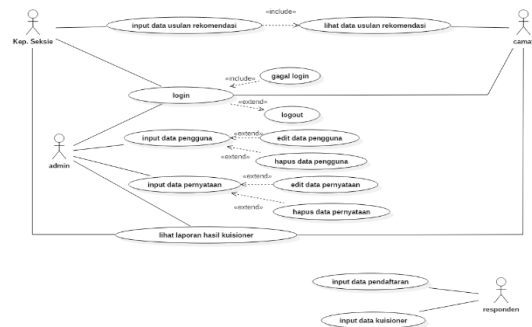 «include»
input data usulan rekomendasi
lihat data usulan rekomendasi
Kep. Seksie
camat
gagal login
«include»
login
«extend»
logout
input data pengguna
«extend»
edit data pengguna
«extend»
hapus data pengguna
admin
input data pernyataan
«extend»
edit data pernyataan
«extend»
hapus data pernyataan
lihat laporan hasil kuisioner
input data pendaftaran
responden
input data kuisioner